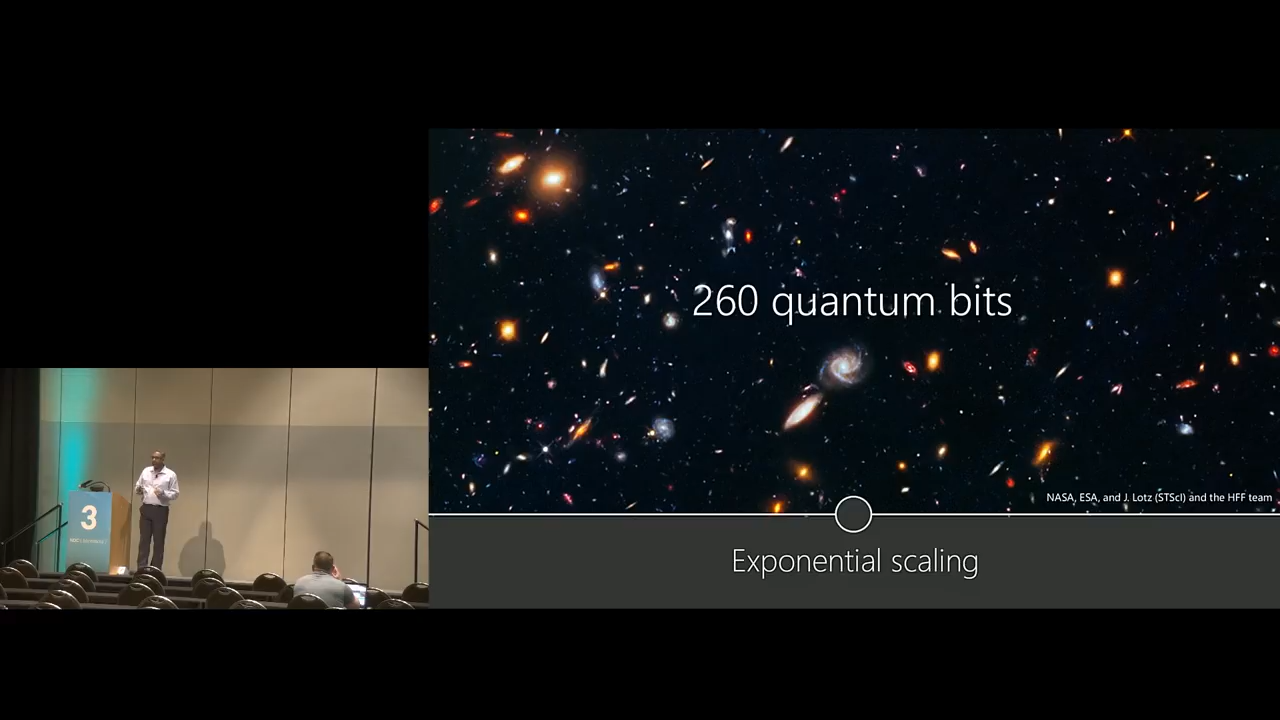 260 quantum bits
NASA, ESA, and J. Lotz (STScI) and the HFF team
Exponential scaling
3